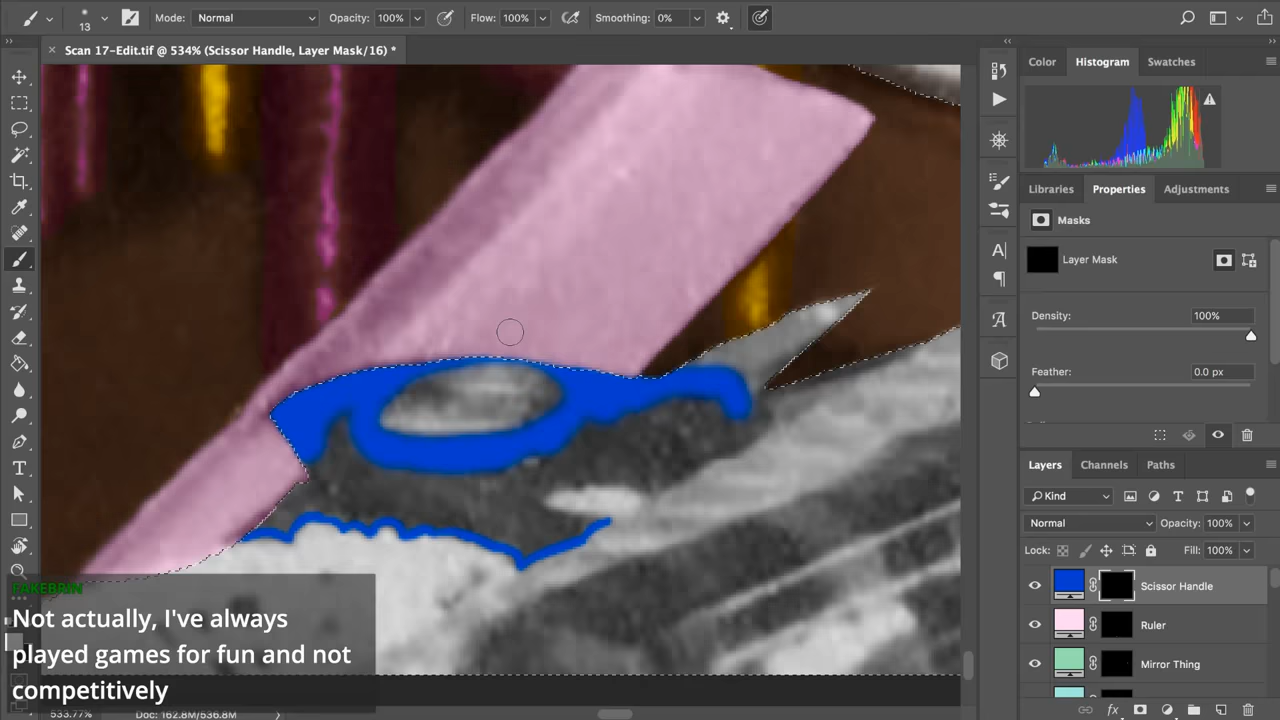 13 Mode: Normal Opacity: 100% Flow: 100% Smoothing: 0%
Scan 17-Edit.tif @ 534% (Scissor Handle, Layer Mask/16) *
Color Histogram Swatches
Libraries Properties Adjustments
Masks
Layer Mask
Density: 100%
Feather: 0.0 px
Layers Channels Paths
Kind
Normal Opacity: 100%
Lock: Fill: 100%
Scissor Handle
Ruler
Mirror Thing
FAKEBRIN
Not actually, I've always
played games for fun and not
competitively
533.77% Doc: 162.8M/536.8M
fx